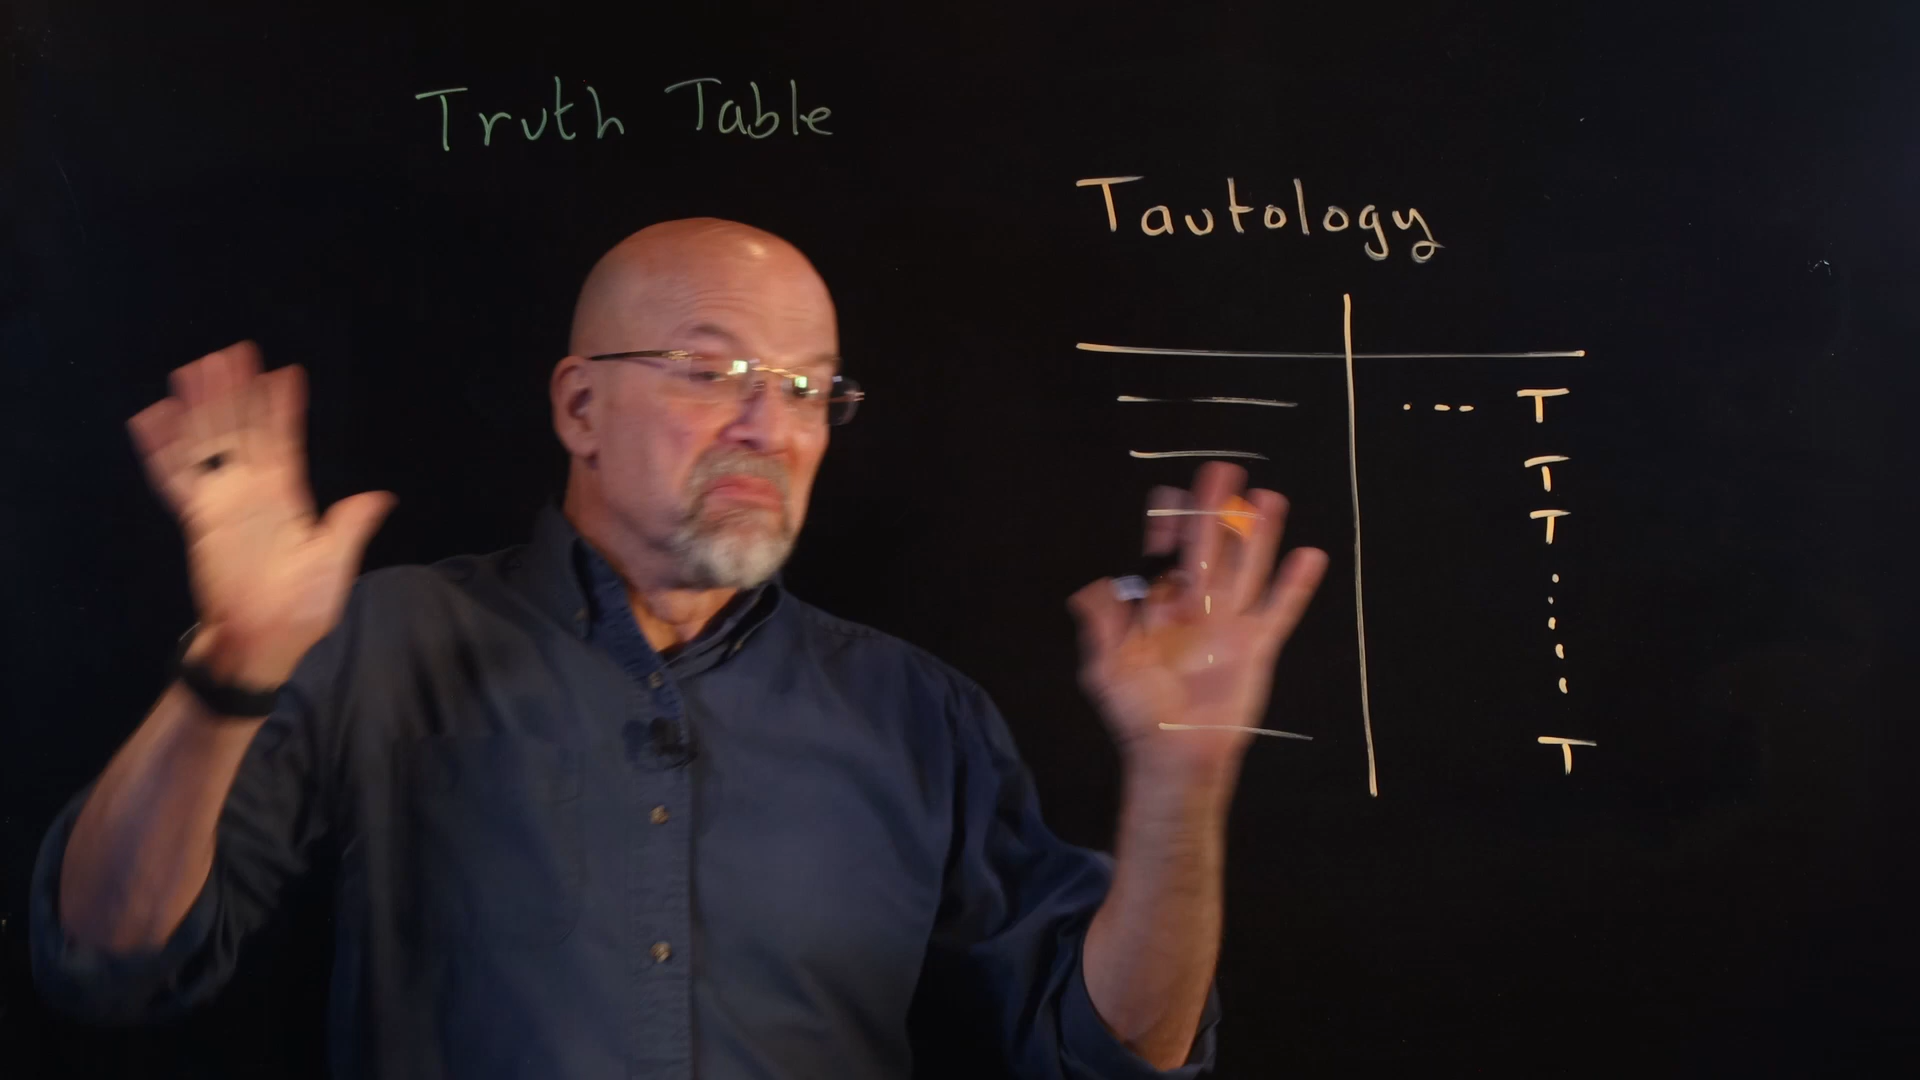 Truth Table
Tautology
. -- T
T
T
T